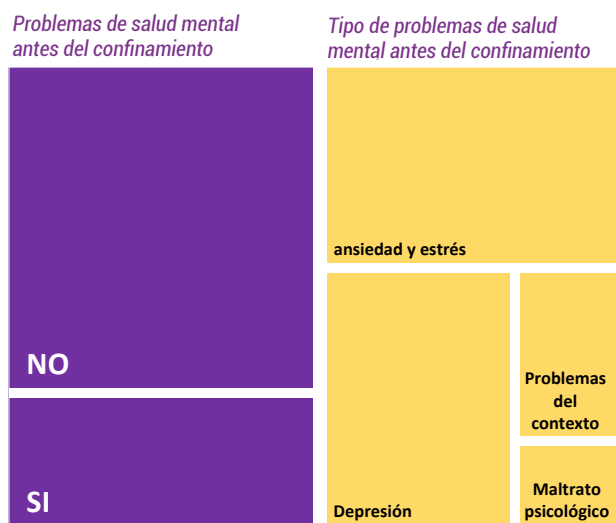 Problemas de salud mental
antes del confinamiento
Tipo de problemas de salud
mental antes del confinamiento
NO
SI
ansiedad y estrés
Depresión
Problemas
del
contexto
Maltrato
psicológico